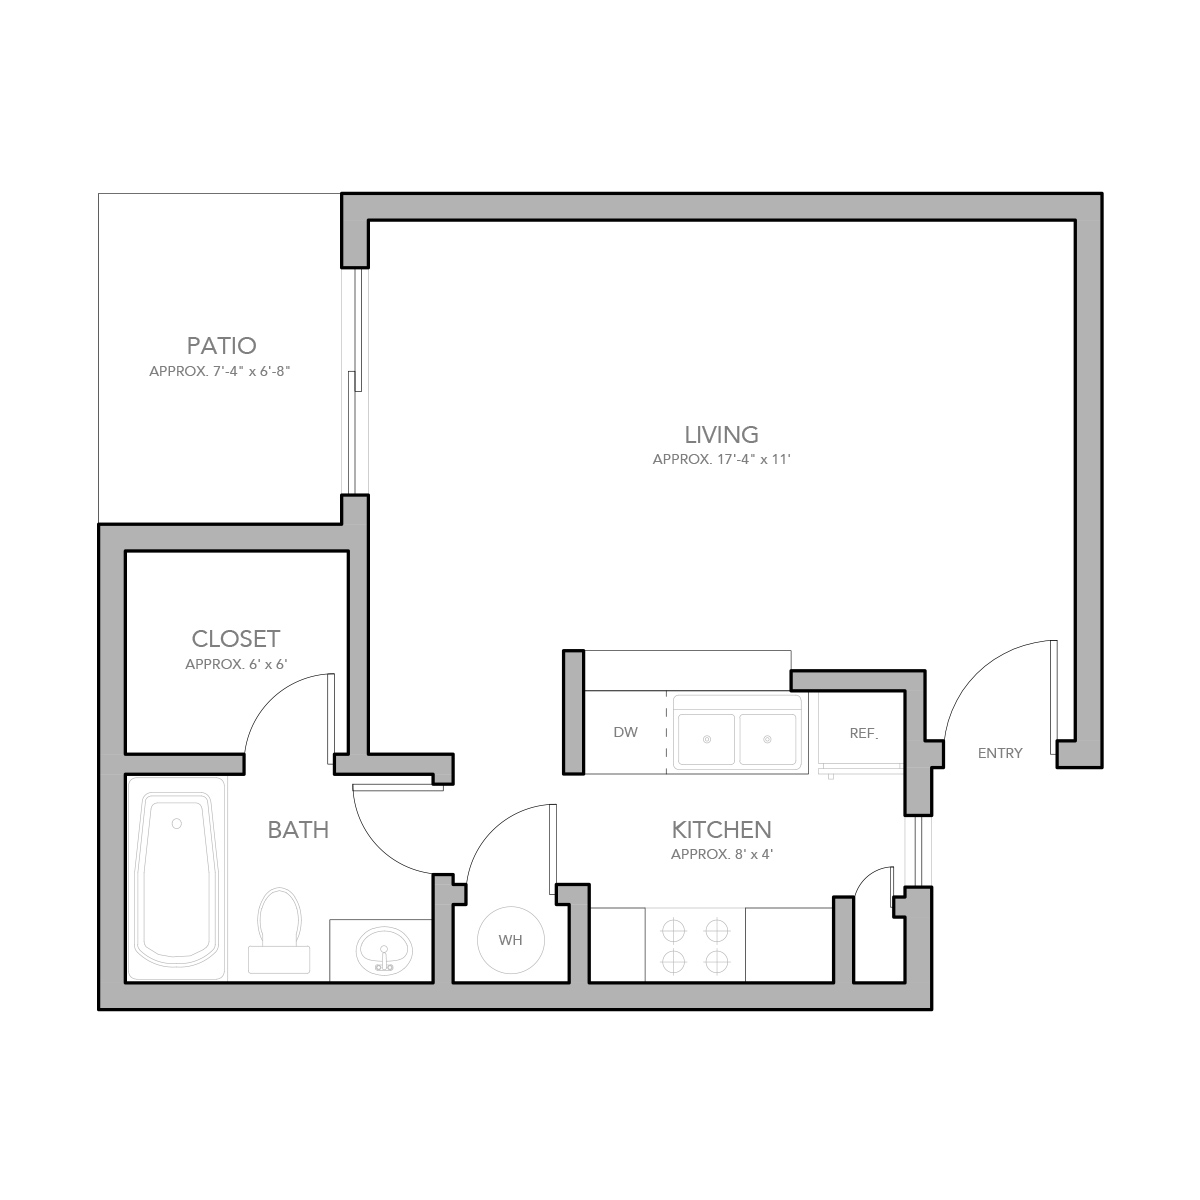 PATIO
APPROX. 7'-4" x 6'-8"
LIVING
APPROX. 17'-4" x 11'
CLOSET
APPROX. 6' x 6'
DW
REF.
ENTRY
BATH
KITCHEN
APPROX. 8' x 4'
WH